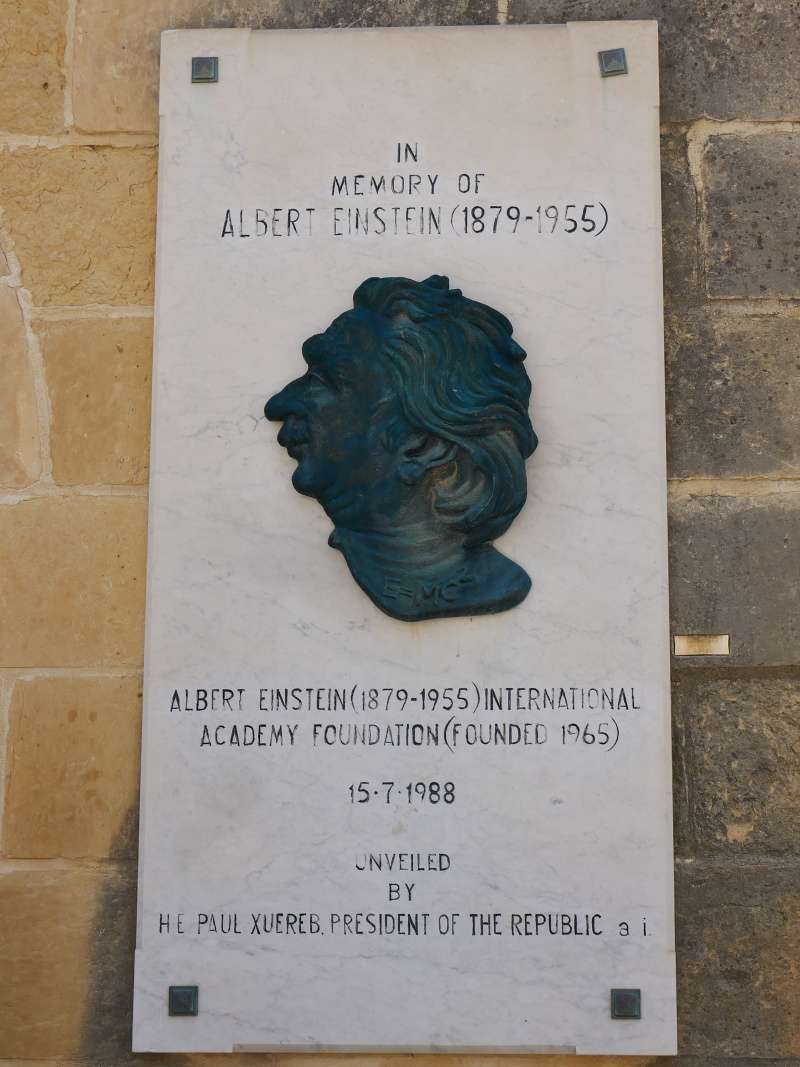 IN
MEMORY OF
ALBERT EINSTEIN (1879-1955)
E=MC²
ALBERT EINSTEIN (1879-1955) INTERNATIONAL
ACADEMY FOUNDATION (FOUNDED 1965)
15·7·1988
UNVEILED
BY
H E PAUL XUEREB, PRESIDENT OF THE REPUBLIC a i.